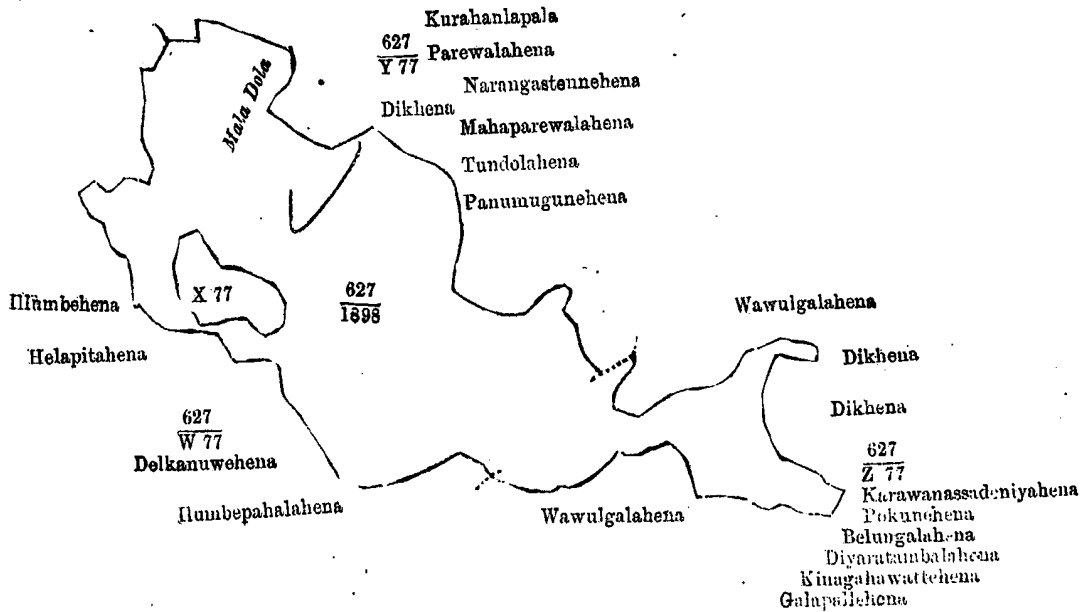 Kurahanlapala
627
Y 77
Parewalahena
Narangastennehena
Mala Dola
Dikhena
Mahaparewalahena
Tundolahena
Panumugunehena
Illumbehena
X 77
627
1898
Wawulgalahena
Helapitahena
Dikhena
Dikhena
627
W 77
Delkanuwehena
627
Z 77
Karawanassadeniyahena
Ilumbepahalahena
Wawulgalahena
Pokunehena
Belungalahena
Diyaratambalahena
Kinagahawattehena
Galapallehena